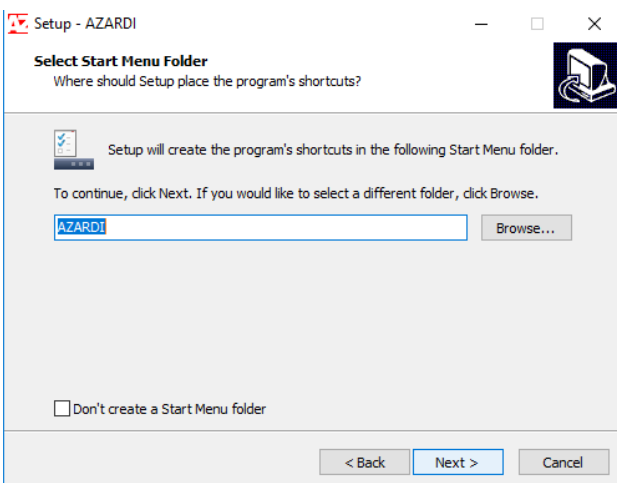 Setup - AZARDI
Select Start Menu Folder
Where should Setup place the program's shortcuts?
Setup will create the program's shortcuts in the following Start Menu folder.
To continue, click Next. If you would like to select a different folder, click Browse.
AZARDI
Browse...
Don't create a Start Menu folder
< Back
Next >
Cancel